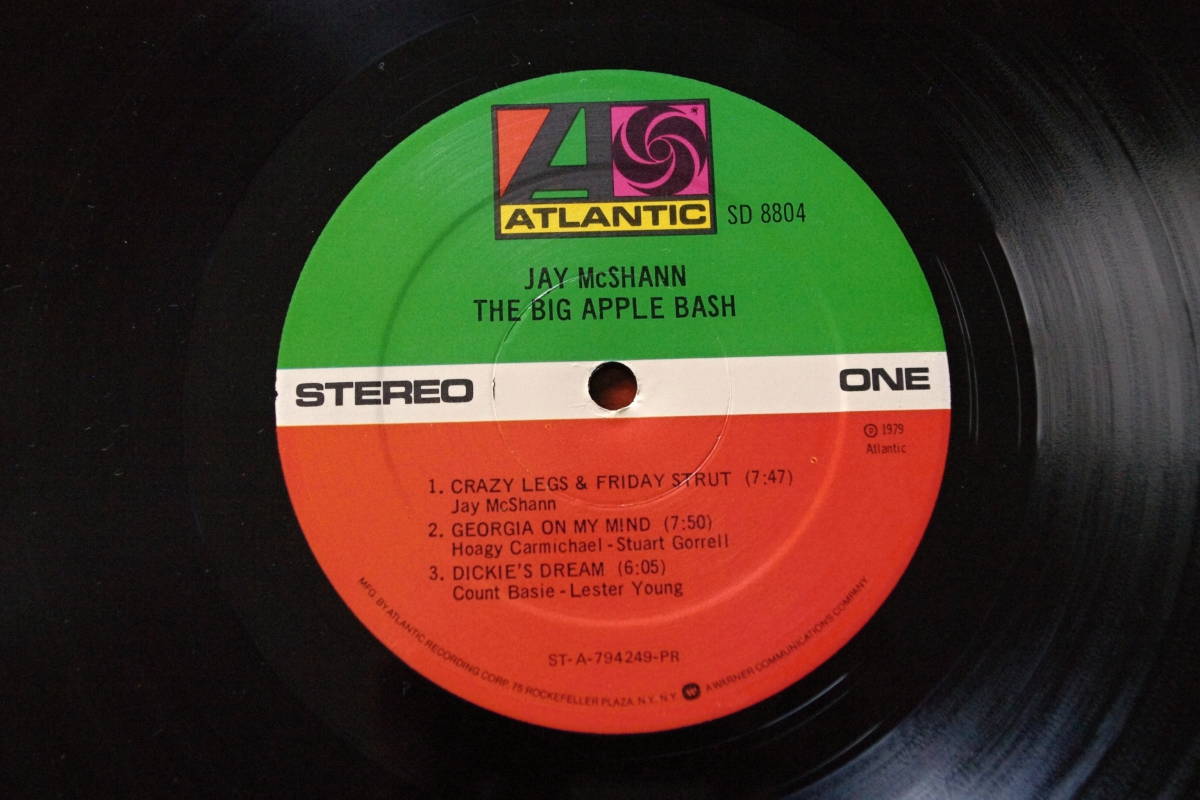 ATLANTIC
SD 8804
JAY McSHANN
THE BIG APPLE BASH
STEREO
ONE
℗ 1979
Atlantic
1. CRAZY LEGS & FRIDAY STRUT (7:47)
Jay McShann
2. GEORGIA ON MY MIND (7:50)
Hoagy Carmichael - Stuart Gorrell
3. DICKIE'S DREAM (6:05)
Count Basie - Lester Young
ST-A-794249-PR
MFG. BY ATLANTIC RECORDING CORP. 75 ROCKEFELLER PLAZA. N.Y., N.Y. A WARNER COMMUNICATIONS COMPANY